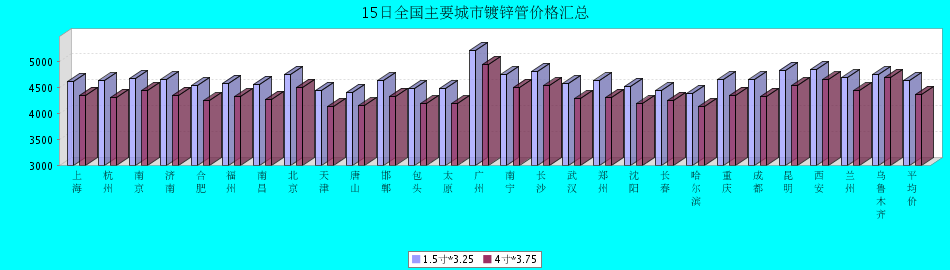 15日全国主要城市镀锌管价格汇总
5000
4500
4000
3500
3000
上海
杭州
南京
济南
合肥
福州
南昌
北京
天津
唐山
邯郸
包头
太原
广州
南宁
长沙
武汉
郑州
沈阳
长春
哈尔滨
重庆
成都
昆明
西安
兰州
乌鲁木齐
平均价
1.5寸*3.25
4寸*3.75